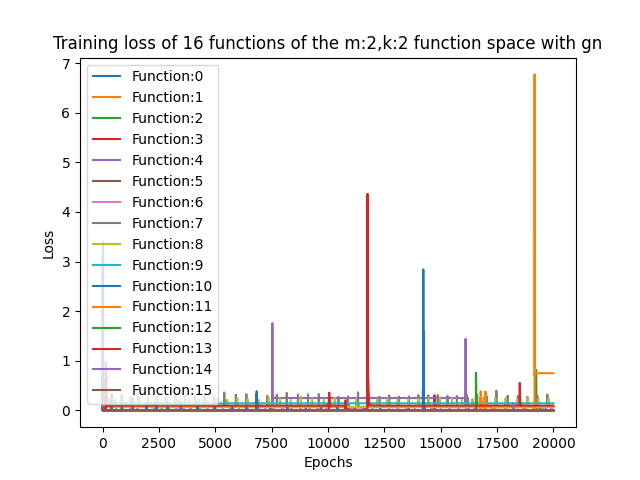 Training loss of 16 functions of the m:2,k:2 function space with gn
7
6
5
4
3
2
1
0
Loss
Function:0
Function:1
Function:2
Function:3
Function:4
Function:5
Function:6
Function:7
Function:8
Function:9
Function:10
Function:11
Function:12
Function:13
Function:14
Function:15
0 2500 5000 7500 10000 12500 15000 17500 20000
Epochs